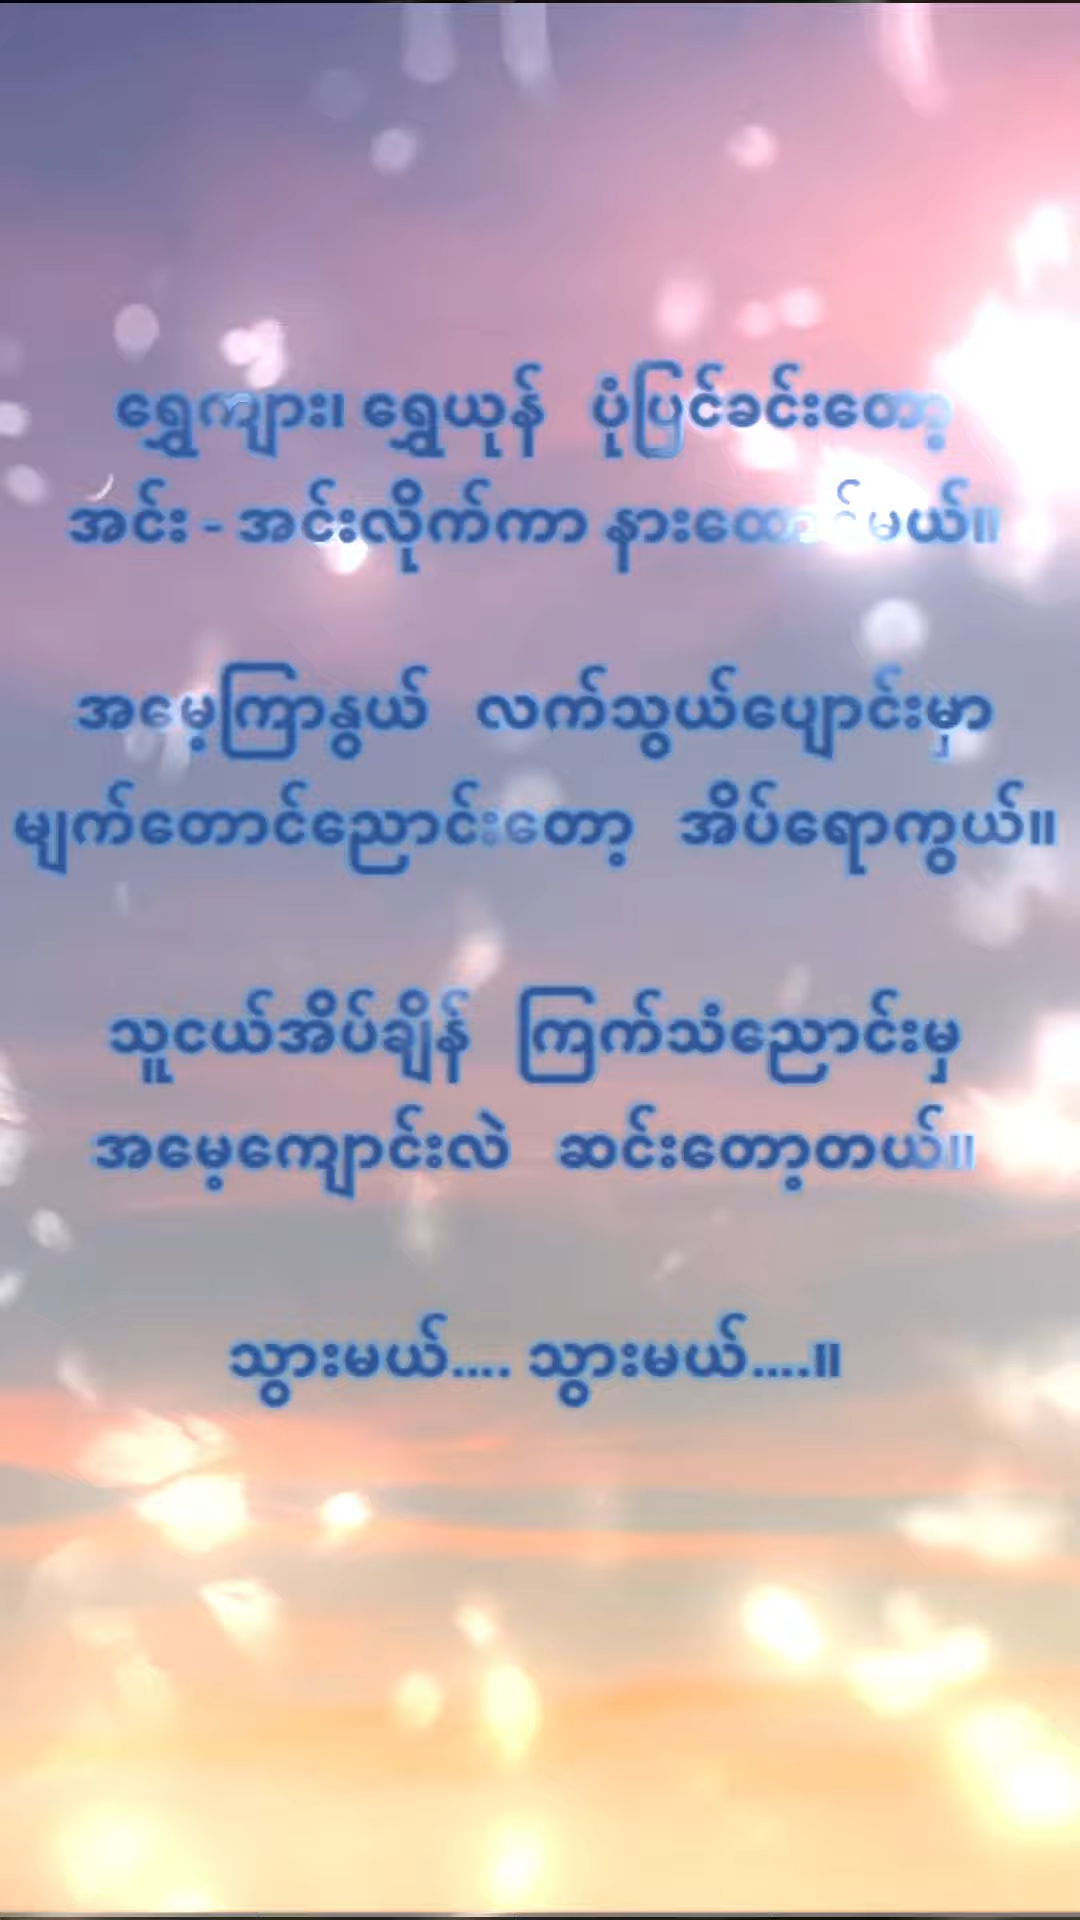 ရွှေကျား၊ ရွှေယုန် ပုံပြင်ခင်းတော့
အင်း - အင်းလိုက်ကာ နားထောင်မယ်။
အမေ့ကြာနွယ် လက်သွယ်ပျောင်းမှာ
မျက်တောင်ညောင်းတော့ အိပ်ရောကွယ်။
သူငယ်အိပ်ချိန် ကြက်သံညောင်းမှ
အမေ့ကျောင်းလဲ ဆင်းတော့တယ်။
သွားမယ်.... သွားမယ်....။